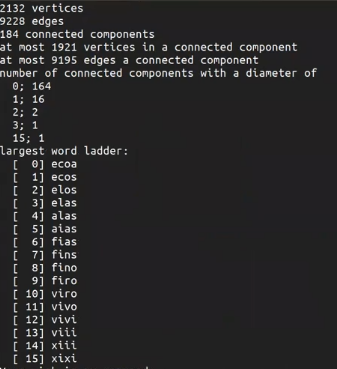 2132 vertices
9228 edges
184 connected components
at most 1921 vertices in a connected component
at most 9195 edges a connected component
number of connected components with a diameter of
0; 164
1; 16
2; 2
3; 1
15; 1
largest word ladder:
[ 0] ecoa
[ 1] ecos
[ 2] elos
[ 3] elas
[ 4] alas
[ 5] aias
[ 6] fias
[ 7] fins
[ 8] fino
[ 9] firo
[ 10] viro
[ 11] vivo
[ 12] vivi
[ 13] viii
[ 14] xiii
[ 15] xixi